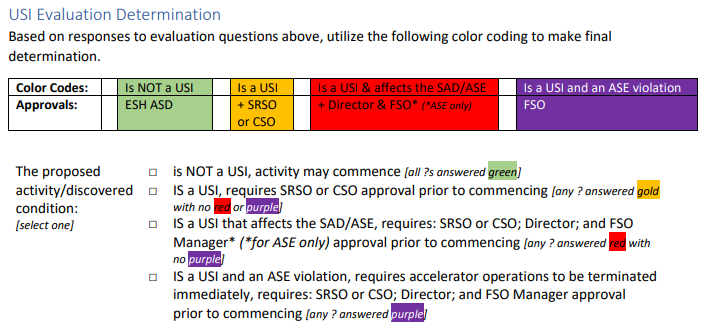 USI Evaluation Determination
Based on responses to evaluation questions above, utilize the following color coding to make final
determination.
Color Codes: Is NOT a USI Is a USI Is a USI & affects the SAD/ASE Is a USI and an ASE violation
Approvals: ESH ASD + SRSO + Director & FSO* (*ASE only) FSO
or CSO
The proposed
activity/discovered
condition:
[select one]
□ is NOT a USI, activity may commence [all ?s answered green]
□ IS a USI, requires SRSO or CSO approval prior to commencing [any ? answered gold
with no red or purple]
□ IS a USI that affects the SAD/ASE, requires: SRSO or CSO; Director; and FSO
Manager* (*for ASE only) approval prior to commencing [any ? answered red with
no purple]
□ IS a USI and an ASE violation, requires accelerator operations to be terminated
immediately, requires: SRSO or CSO; Director; and FSO Manager approval
prior to commencing [any ? answered purple]